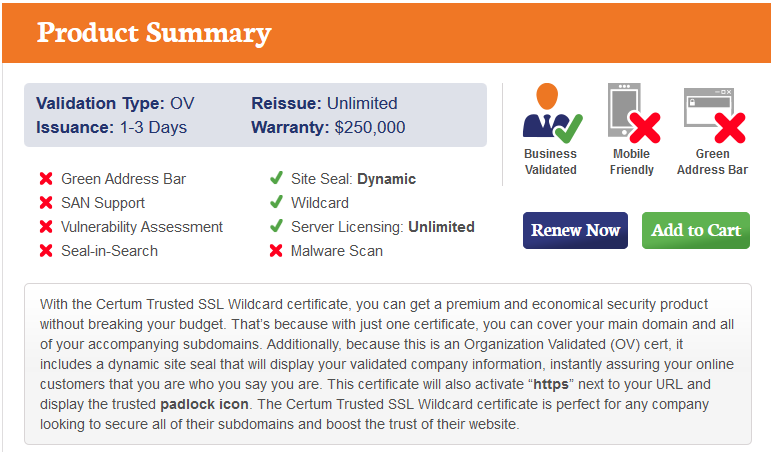 Product Summary
Validation Type: OV
Reissue: Unlimited
Issuance: 1-3 Days
Warranty: $250,000
Business
Validated
Mobile
Friendly
Green
Address Bar
Green Address Bar
Site Seal: Dynamic
SAN Support
Wildcard
Vulnerability Assessment
Server Licensing: Unlimited
Seal-in-Search
Malware Scan
Renew Now
Add to Cart
With the Certum Trusted SSL Wildcard certificate, you can get a premium and economical security product
without breaking your budget. That’s because with just one certificate, you can cover your main domain and all
of your accompanying subdomains. Additionally, because this is an Organization Validated (OV) cert, it
includes a dynamic site seal that will display your validated company information, instantly assuring your online
customers that you are who you say you are. This certificate will also activate “https” next to your URL and
display the trusted padlock icon. The Certum Trusted SSL Wildcard certificate is perfect for any company
looking to secure all of their subdomains and boost the trust of their website.